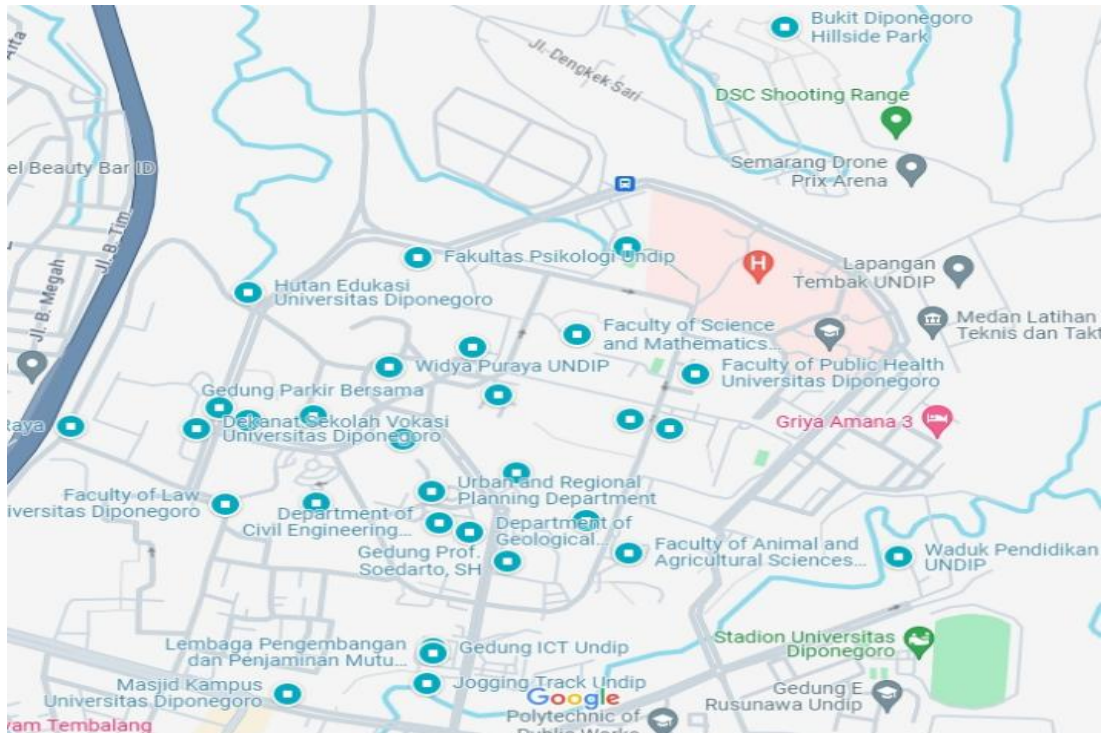 Bukit Diponegoro
Hillside Park
Jl. Dengkek Sari
DSC Shooting Range
el Beauty Bar ID
Semarang Drone
Prix Arena
Jl. B. Tim.
Fakultas Psikologi Undip
H
Lapangan
Tembak UNDIP
Hutan Edukasi
Universitas Diponegoro
Jl. B. Megah
Medan Latihan
Teknis dan Takt
Faculty of Science
and Mathematics...
Widya Puraya UNDIP
Faculty of Public Health
Universitas Diponegoro
Gedung Parkir Bersama
Raya
Dekanat Sekolah Vokasi
Universitas Diponegoro
Griya Amana 3
Urban and Regional
Planning Department
Faculty of Law
iversitas Diponegoro
Department of
Civil Engineering...
Department of
Geological...
Gedung Prof.
Soedarto, SH
Faculty of Animal and
Agricultural Sciences...
Waduk Pendidikan
UNDIP
Lembaga Pengembangan
dan Penjaminan Mutu...
Gedung ICT Undip
Stadion Universitas
Diponegoro
Masjid Kampus
Universitas Diponegoro
Jogging Track Undip
Google
Gedung E
Rusunawa Undip
yam Tembalang
Polytechnic of
Public Works